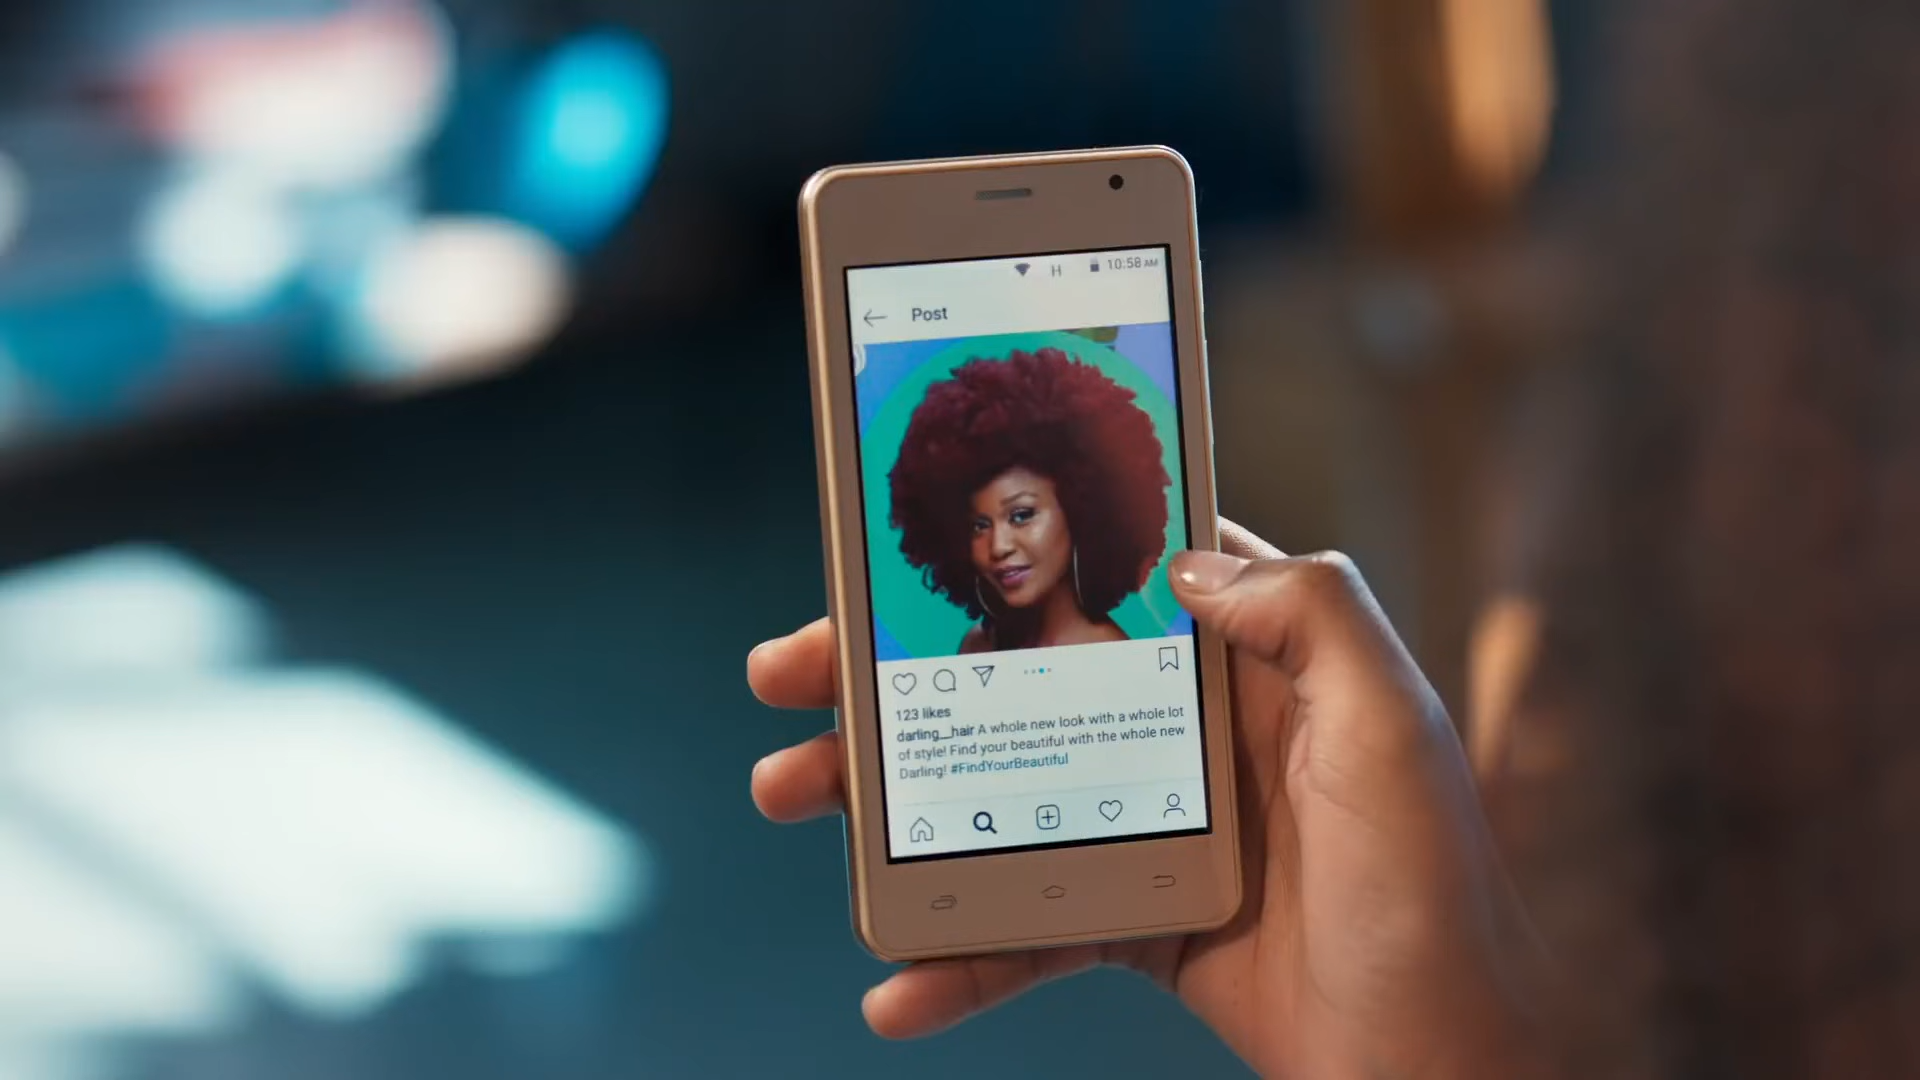 H 10:58 AM
Post
123 likes
darling__hair A whole new look with a whole lot
of style! Find your beautiful with the whole new
Darling! #FindYourBeautiful